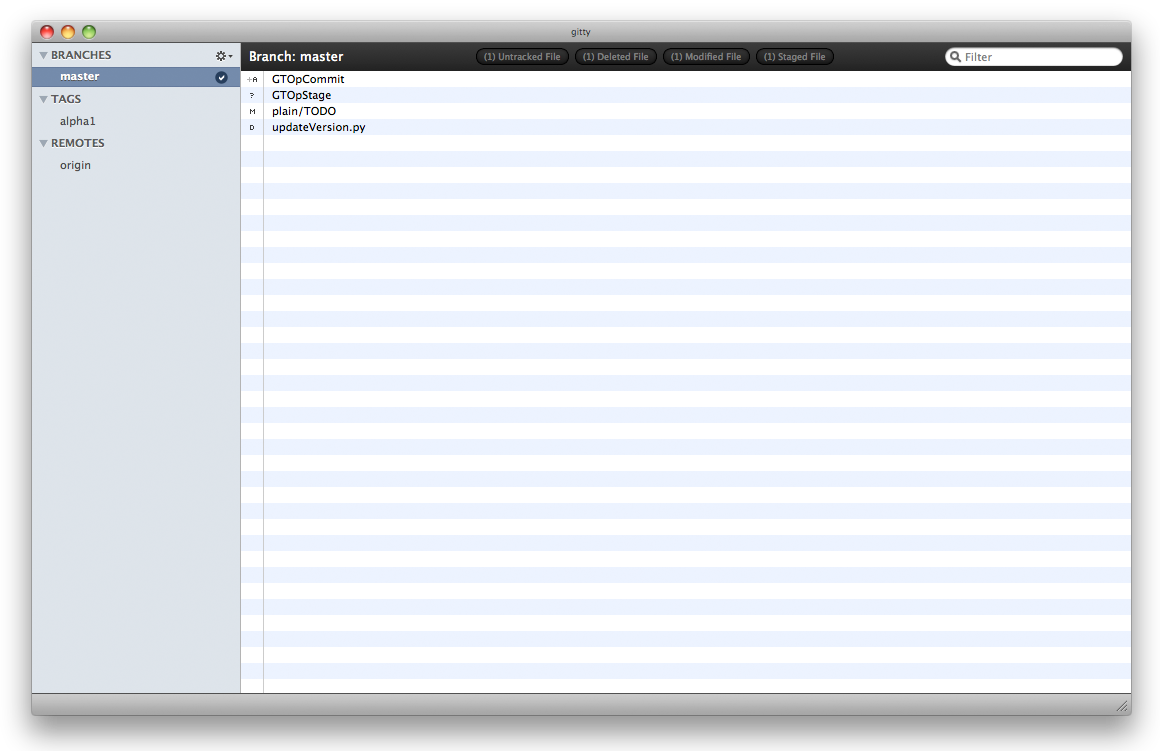 gitty
BRANCHES
master
TAGS
alpha1
REMOTES
origin
Branch: master
(1) Untracked File
(1) Deleted File
(1) Modified File
(1) Staged File
Filter
+A GTOpCommit
? GTOpStage
M plain/TODO
D updateVersion.py